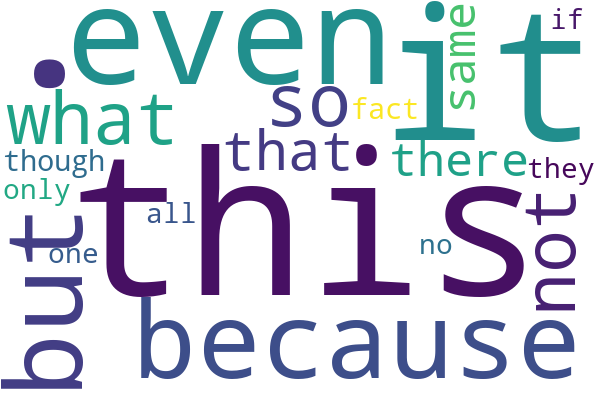 even
it
if
same
.
what
so
fact
that
there
though
they
only
this
all
but
not
one
no
because